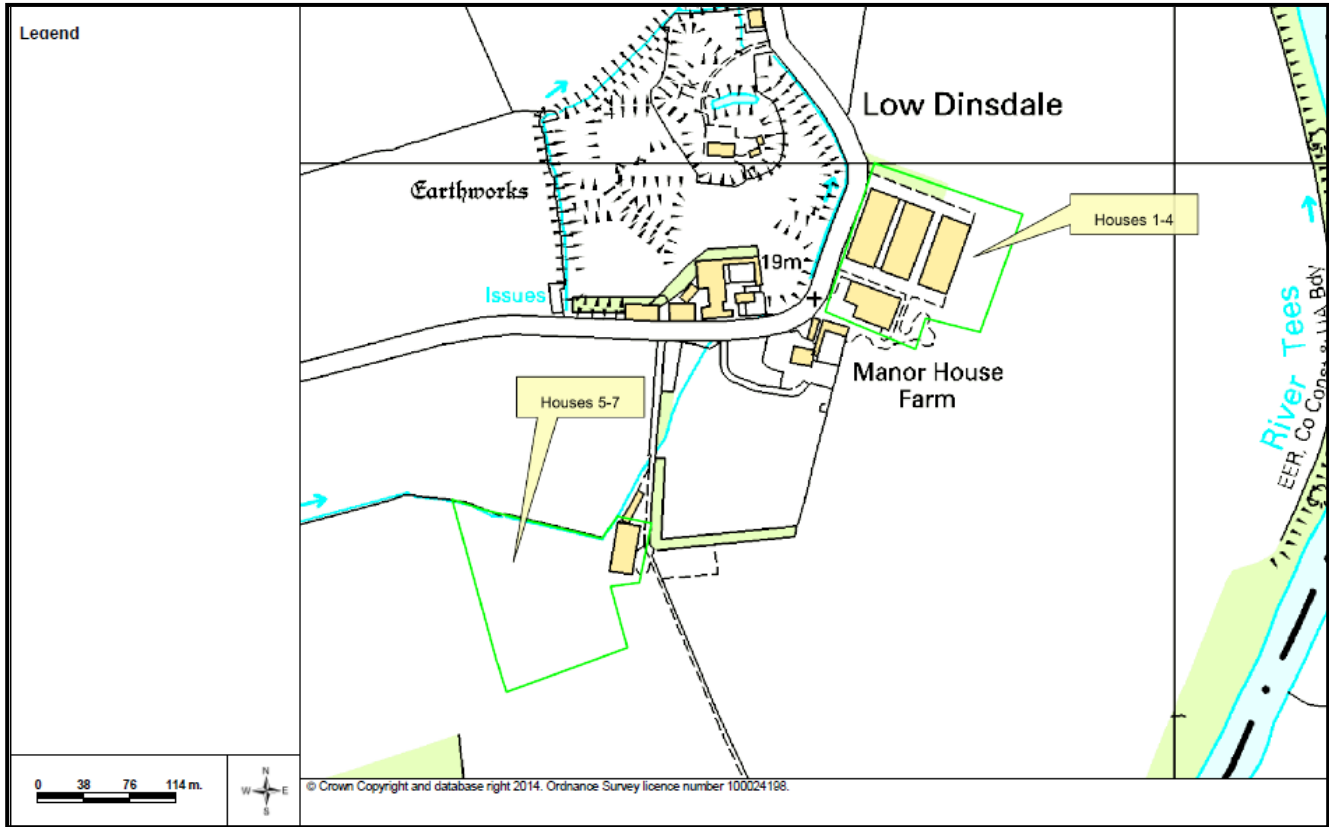 Legend
Low Dinsdale
Earthworks
Houses 1-4
19m
Issues
Manor House
Farm
Houses 5-7
River Tees
EER, Co Const & UA Bdy
0 38 76 114 m.
N
W E
S
© Crown Copyright and database right 2014. Ordnance Survey licence number 100024198.